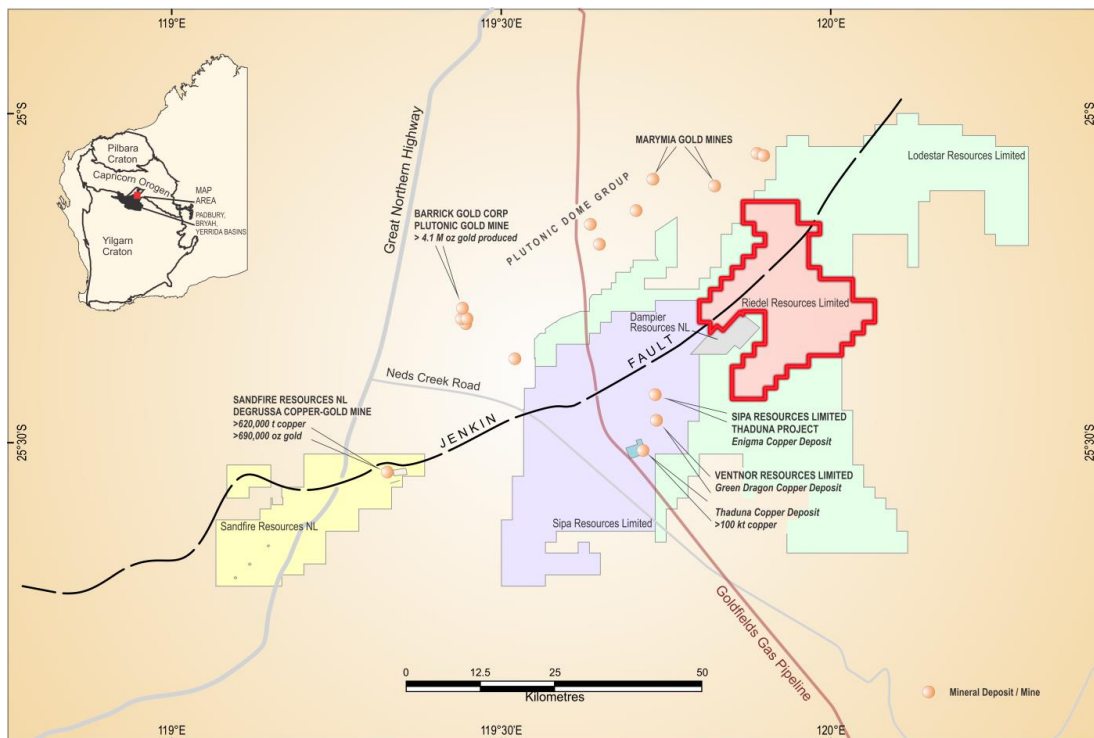 119°E
119°30E
120°E
25°S
25°S
Pilbara
Craton
Capricorn Orogen
MAP
AREA
PADBURY,
BRYAH,
YERRIDA BASINS
Yilgarn
Craton
Great Northern Highway
MARYMIA GOLD MINES
Lodestar Resources Limited
PLUTONIC DOME GROUP
BARRICK GOLD CORP
PLUTONIC GOLD MINE
> 4.1 M oz gold produced
Riedel Resources Limited
Dampier
Resources NL
Neds Creek Road
JENKIN FAULT
SANDFIRE RESOURCES NL
DEGRUSSA COPPER-GOLD MINE
>620,000 t copper
>690,000 oz gold
SIPA RESOURCES LIMITED
THADUNA PROJECT
Enigma Copper Deposit
25°30S
25°30S
VENTNOR RESOURCES LIMITED
Green Dragon Copper Deposit
Thaduna Copper Deposit
>100 kt copper
Sandfire Resources NL
Sipa Resources Limited
Goldfields Gas Pipeline
0 12.5 25 50
Kilometres
Mineral Deposit / Mine
119°E
119°30E
120°E